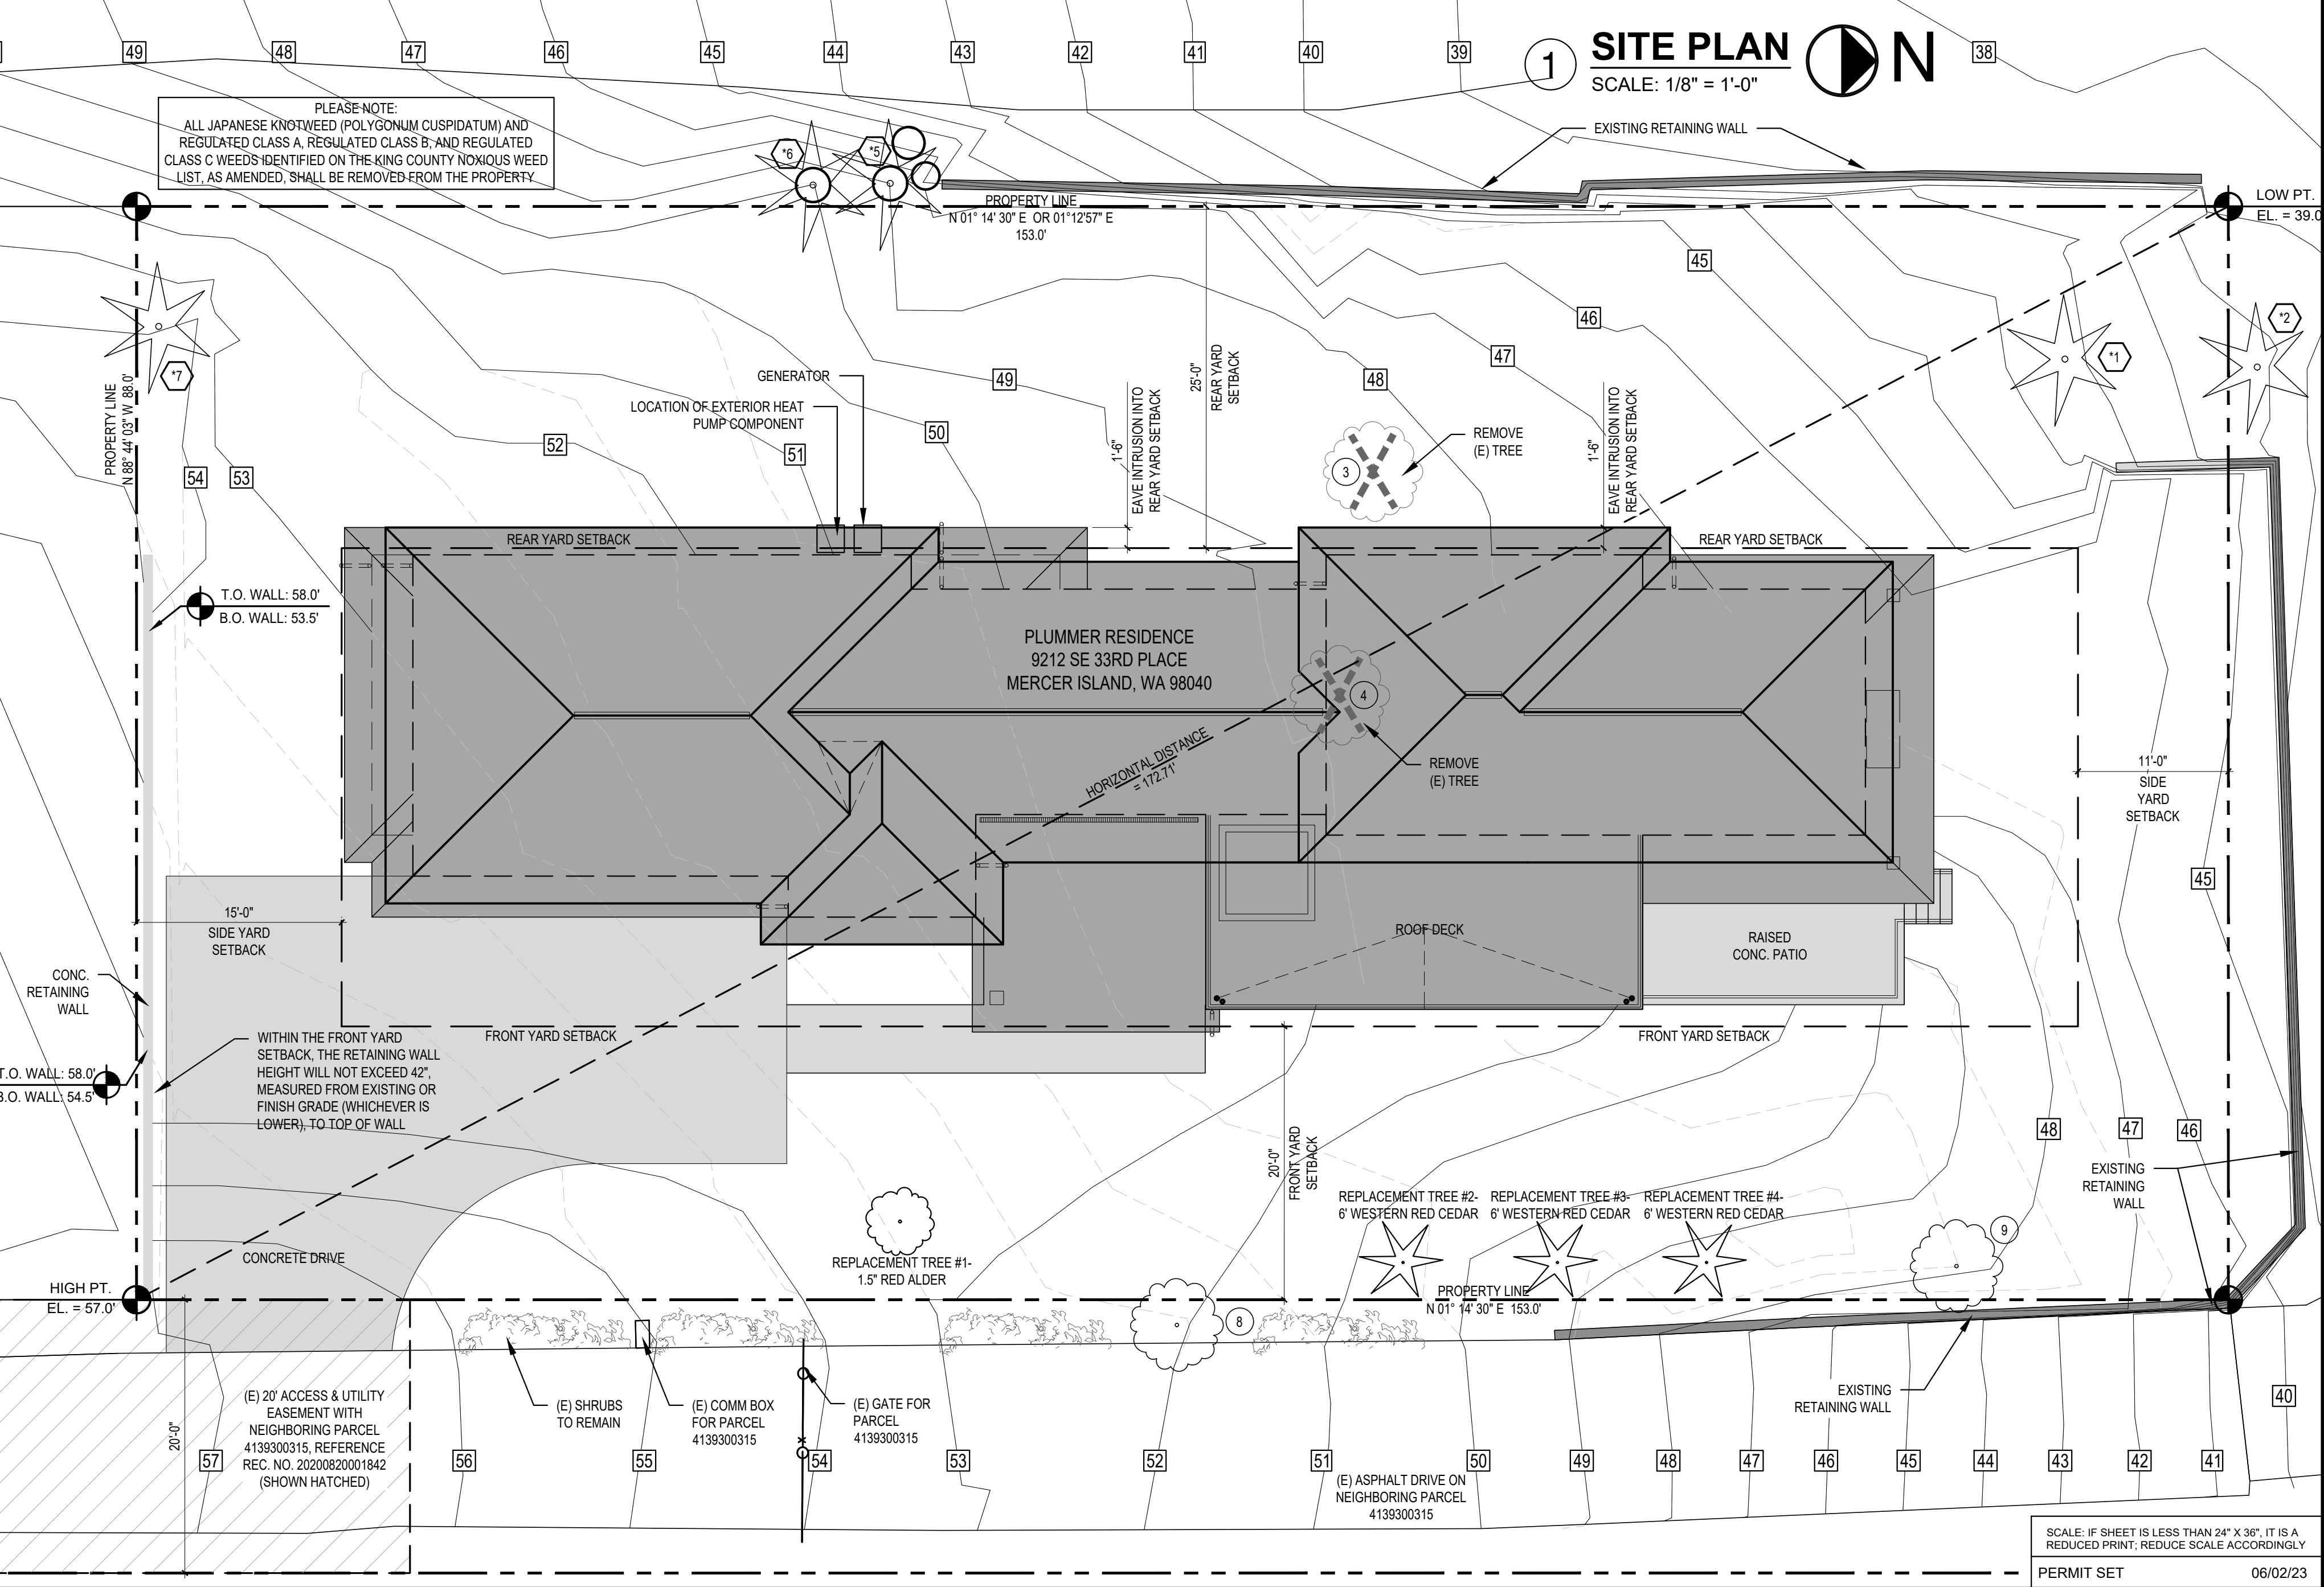 49
48
47
46
45
44
43
42
41
40
39
38
1
SITE PLAN
SCALE: 1/8" = 1'-0"
N
PLEASE NOTE:
ALL JAPANESE KNOTWEED (POLYGONUM CUSPIDATUM) AND
REGULATED CLASS A, REGULATED CLASS B, AND REGULATED
CLASS C WEEDS IDENTIFIED ON THE KING COUNTY NOXIOUS WEED
LIST, AS AMENDED, SHALL BE REMOVED FROM THE PROPERTY
*6
*5
EXISTING RETAINING WALL
PROPERTY LINE
N 01° 14' 30" E OR 01°12'57" E
153.0'
LOW PT.
EL. = 39.0
45
46
47
48
49
50
51
52
53
54
*7
*1
*2
PROPERTY LINE
N 88° 44' 03" W 88.0'
GENERATOR
LOCATION OF EXTERIOR HEAT
PUMP COMPONENT
25'-0"
REAR YARD
SETBACK
1'-6"
EAVE INTRUSION INTO
REAR YARD SETBACK
1'-6"
EAVE INTRUSION INTO
REAR YARD SETBACK
3
REMOVE
(E) TREE
REAR YARD SETBACK
REAR YARD SETBACK
T.O. WALL: 58.0'
B.O. WALL: 53.5'
PLUMMER RESIDENCE
9212 SE 33RD PLACE
MERCER ISLAND, WA 98040
4
REMOVE
(E) TREE
HORIZONTAL DISTANCE
= 172.71'
11'-0"
SIDE
YARD
SETBACK
45
15'-0"
SIDE YARD
SETBACK
ROOF DECK
RAISED
CONC. PATIO
CONC.
RETAINING
WALL
FRONT YARD SETBACK
FRONT YARD SETBACK
WITHIN THE FRONT YARD
SETBACK, THE RETAINING WALL
HEIGHT WILL NOT EXCEED 42",
MEASURED FROM EXISTING OR
FINISH GRADE (WHICHEVER IS
LOWER), TO TOP OF WALL
T.O. WALL: 58.0'
B.O. WALL: 54.5'
20'-0"
FRONT YARD
SETBACK
48
47
46
EXISTING
RETAINING
WALL
REPLACEMENT TREE #2-
6' WESTERN RED CEDAR
REPLACEMENT TREE #3-
6' WESTERN RED CEDAR
REPLACEMENT TREE #4-
6' WESTERN RED CEDAR
9
CONCRETE DRIVE
REPLACEMENT TREE #1-
1.5" RED ALDER
HIGH PT.
EL. = 57.0'
PROPERTY LINE
N 01° 14' 30" E 153.0'
8
(E) 20' ACCESS & UTILITY
EASEMENT WITH
NEIGHBORING PARCEL
4139300315, REFERENCE
REC. NO. 20200820001842
(SHOWN HATCHED)
20'-0"
(E) SHRUBS
TO REMAIN
(E) COMM BOX
FOR PARCEL
4139300315
(E) GATE FOR
PARCEL
4139300315
EXISTING
RETAINING WALL
40
57
56
55
54
53
52
51
50
49
48
47
46
45
44
43
42
41
(E) ASPHALT DRIVE ON
NEIGHBORING PARCEL
4139300315
SCALE: IF SHEET IS LESS THAN 24" X 36", IT IS A
REDUCED PRINT; REDUCE SCALE ACCORDINGLY
PERMIT SET 06/02/23